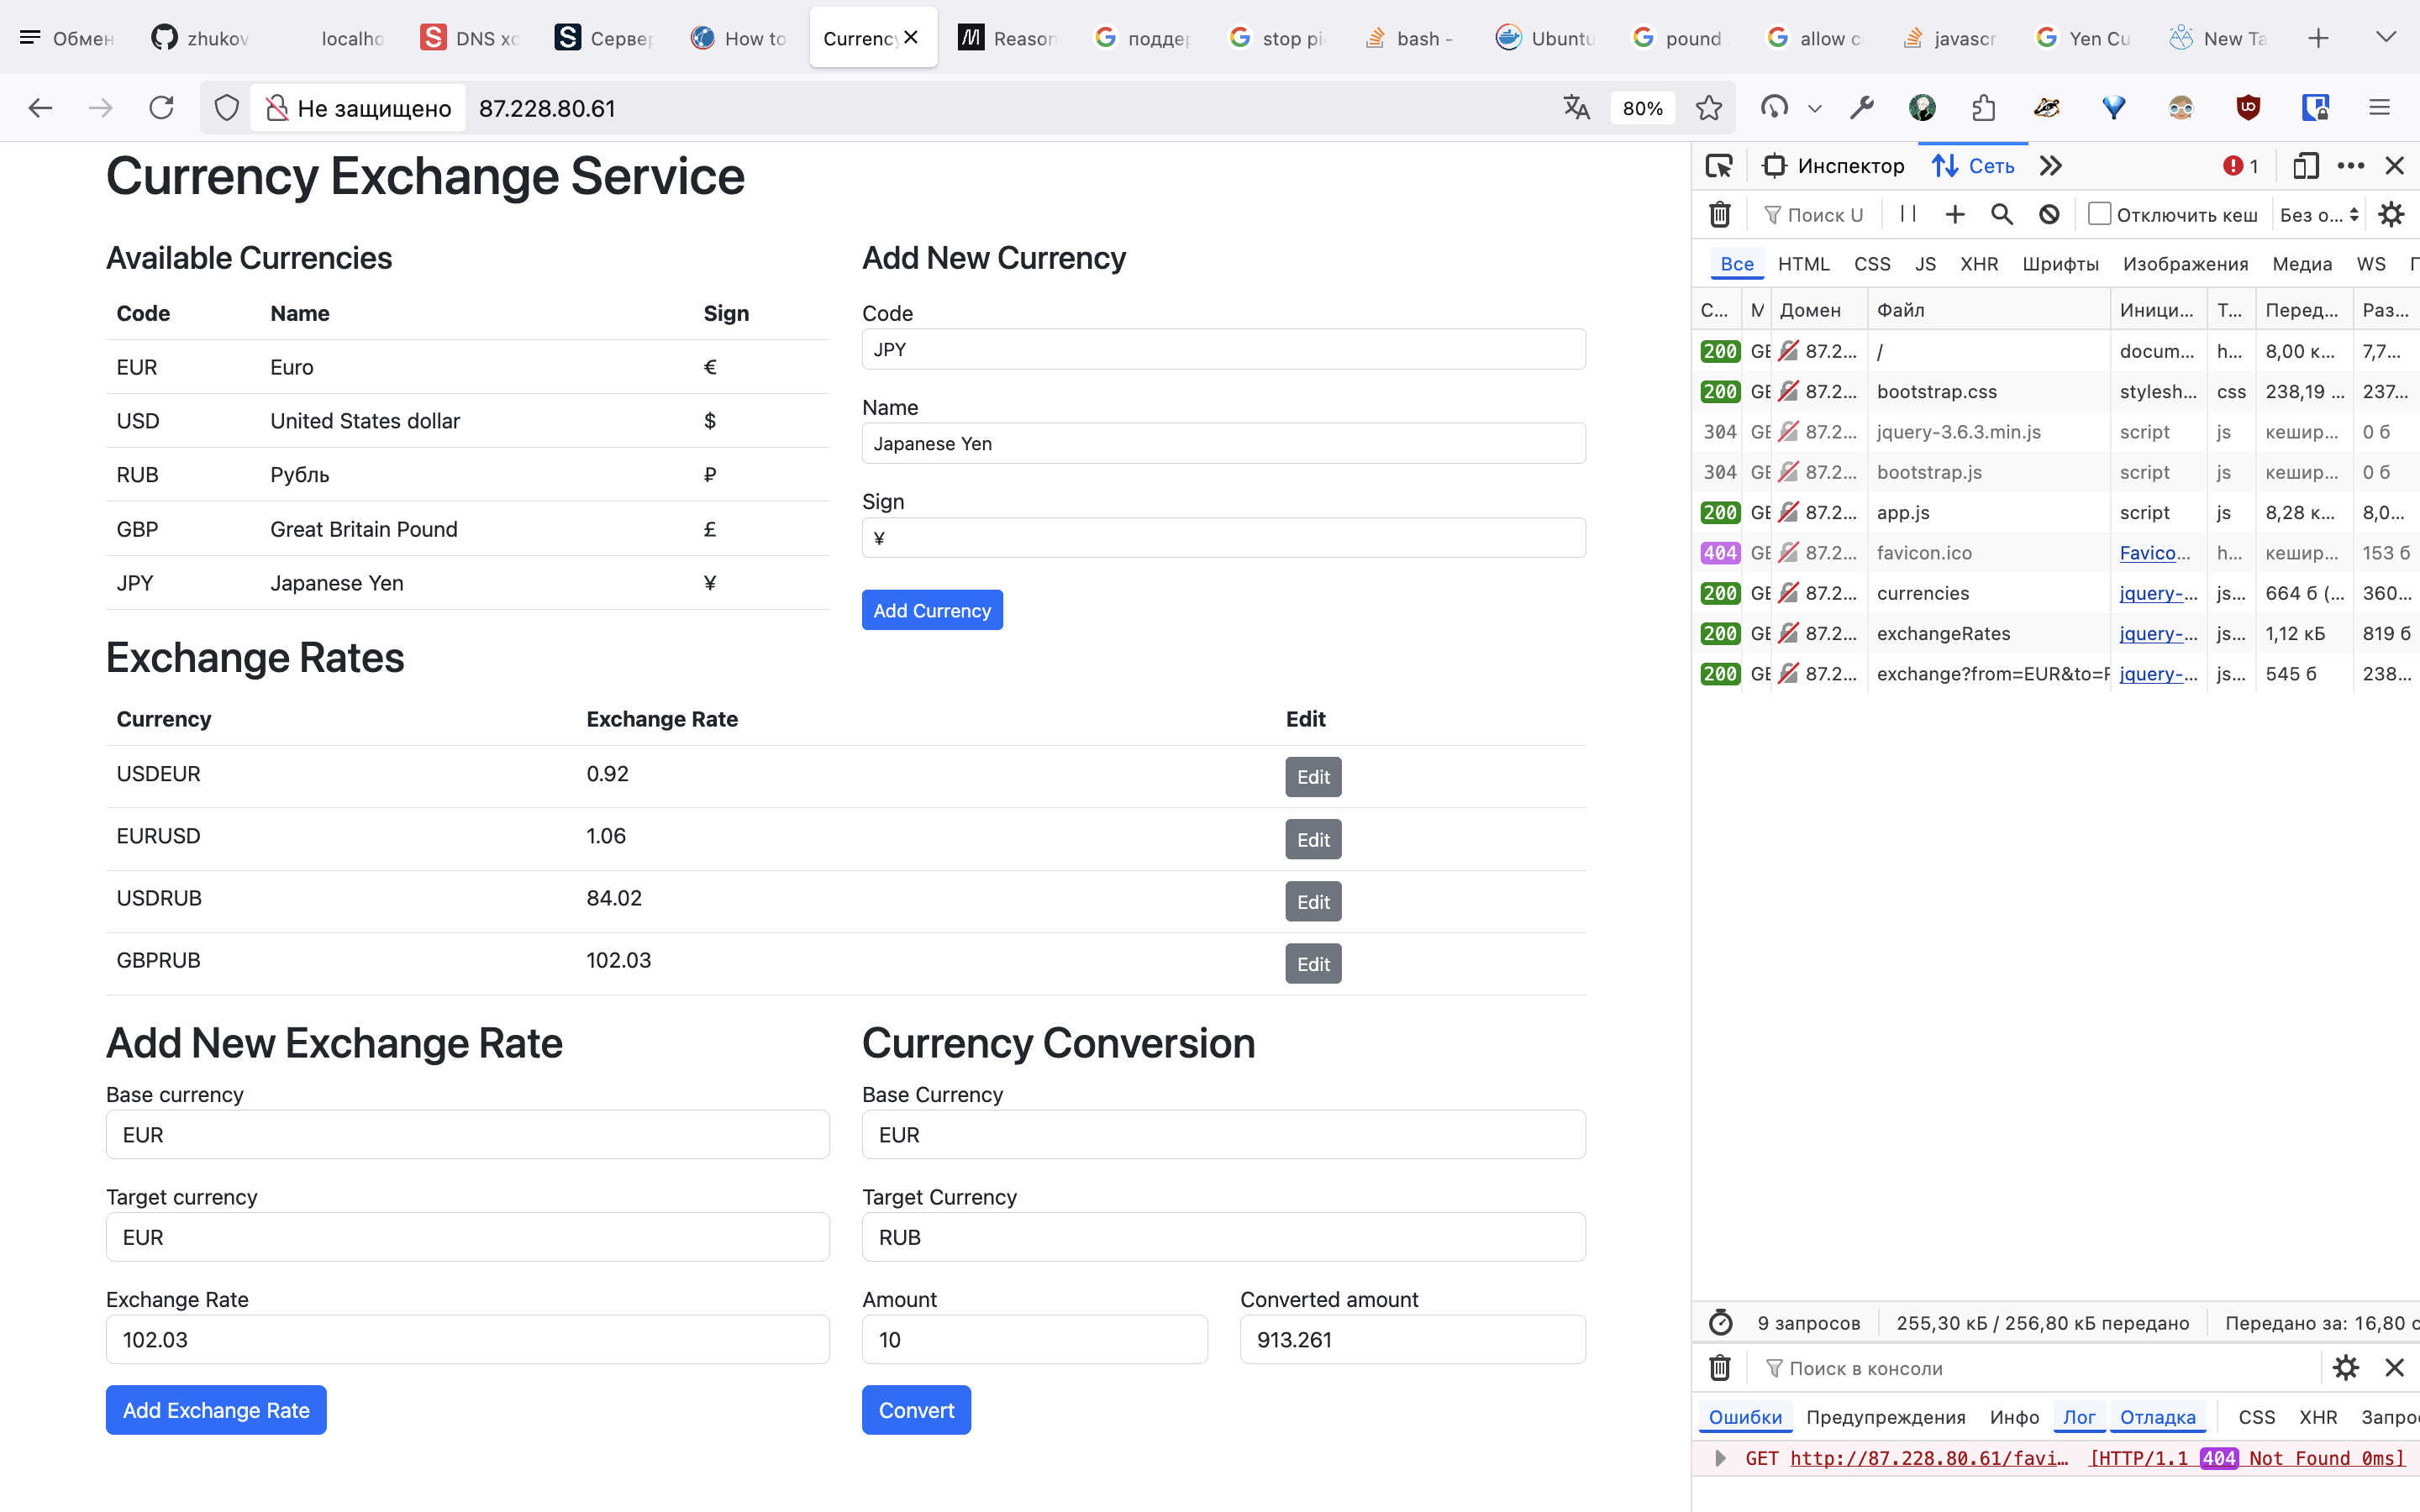 Обмен zhukov localho DNS хо Сервер How to Currency Reason поддер stop pi bash - Ubuntu pound allow c javascr Yen Cu New Ta
Не защищено 87.228.80.61 80%
Currency Exchange Service
Available Currencies
Code Name Sign
EUR Euro €
USD United States dollar $
RUB Рубль ₽
GBP Great Britain Pound £
JPY Japanese Yen ¥
Add New Currency
Code
JPY
Name
Japanese Yen
Sign
¥
Add Currency
Exchange Rates
Currency Exchange Rate Edit
USDEUR 0.92 Edit
EURUSD 1.06 Edit
USDRUB 84.02 Edit
GBPRUB 102.03 Edit
Add New Exchange Rate
Base currency
EUR
Target currency
EUR
Exchange Rate
102.03
Add Exchange Rate
Currency Conversion
Base Currency
EUR
Target Currency
RUB
Amount Converted amount
10 913.261
Convert
Инспектор Сеть 1
Поиск U Отключить кеш Без о...
Все HTML CSS JS XHR Шрифты Изображения Медиа WS
С... М Домен Файл Иници... Т... Перед... Раз...
200 GE 87.2... / docum... h... 8,00 к... 7,7...
200 GE 87.2... bootstrap.css stylesh... css 238,19 ... 237...
304 GE 87.2... jquery-3.6.3.min.js script js кешир... 0 б
304 GE 87.2... bootstrap.js script js кешир... 0 б
200 GE 87.2... app.js script js 8,28 к... 8,0...
404 GE 87.2... favicon.ico Favico... h... кешир... 153 б
200 GE 87.2... currencies jquery-... js... 664 б (... 360...
200 GE 87.2... exchangeRates jquery-... js... 1,12 кБ 819 б
200 GE 87.2... exchange?from=EUR&to=R jquery-... js... 545 б 238...
9 запросов 255,30 кБ / 256,80 кБ передано Передано за: 16,80 с
Поиск в консоли
Ошибки Предупреждения Инфо Лог Отладка CSS XHR Запро
GET http://87.228.80.61/favi… [HTTP/1.1 404 Not Found 0ms]